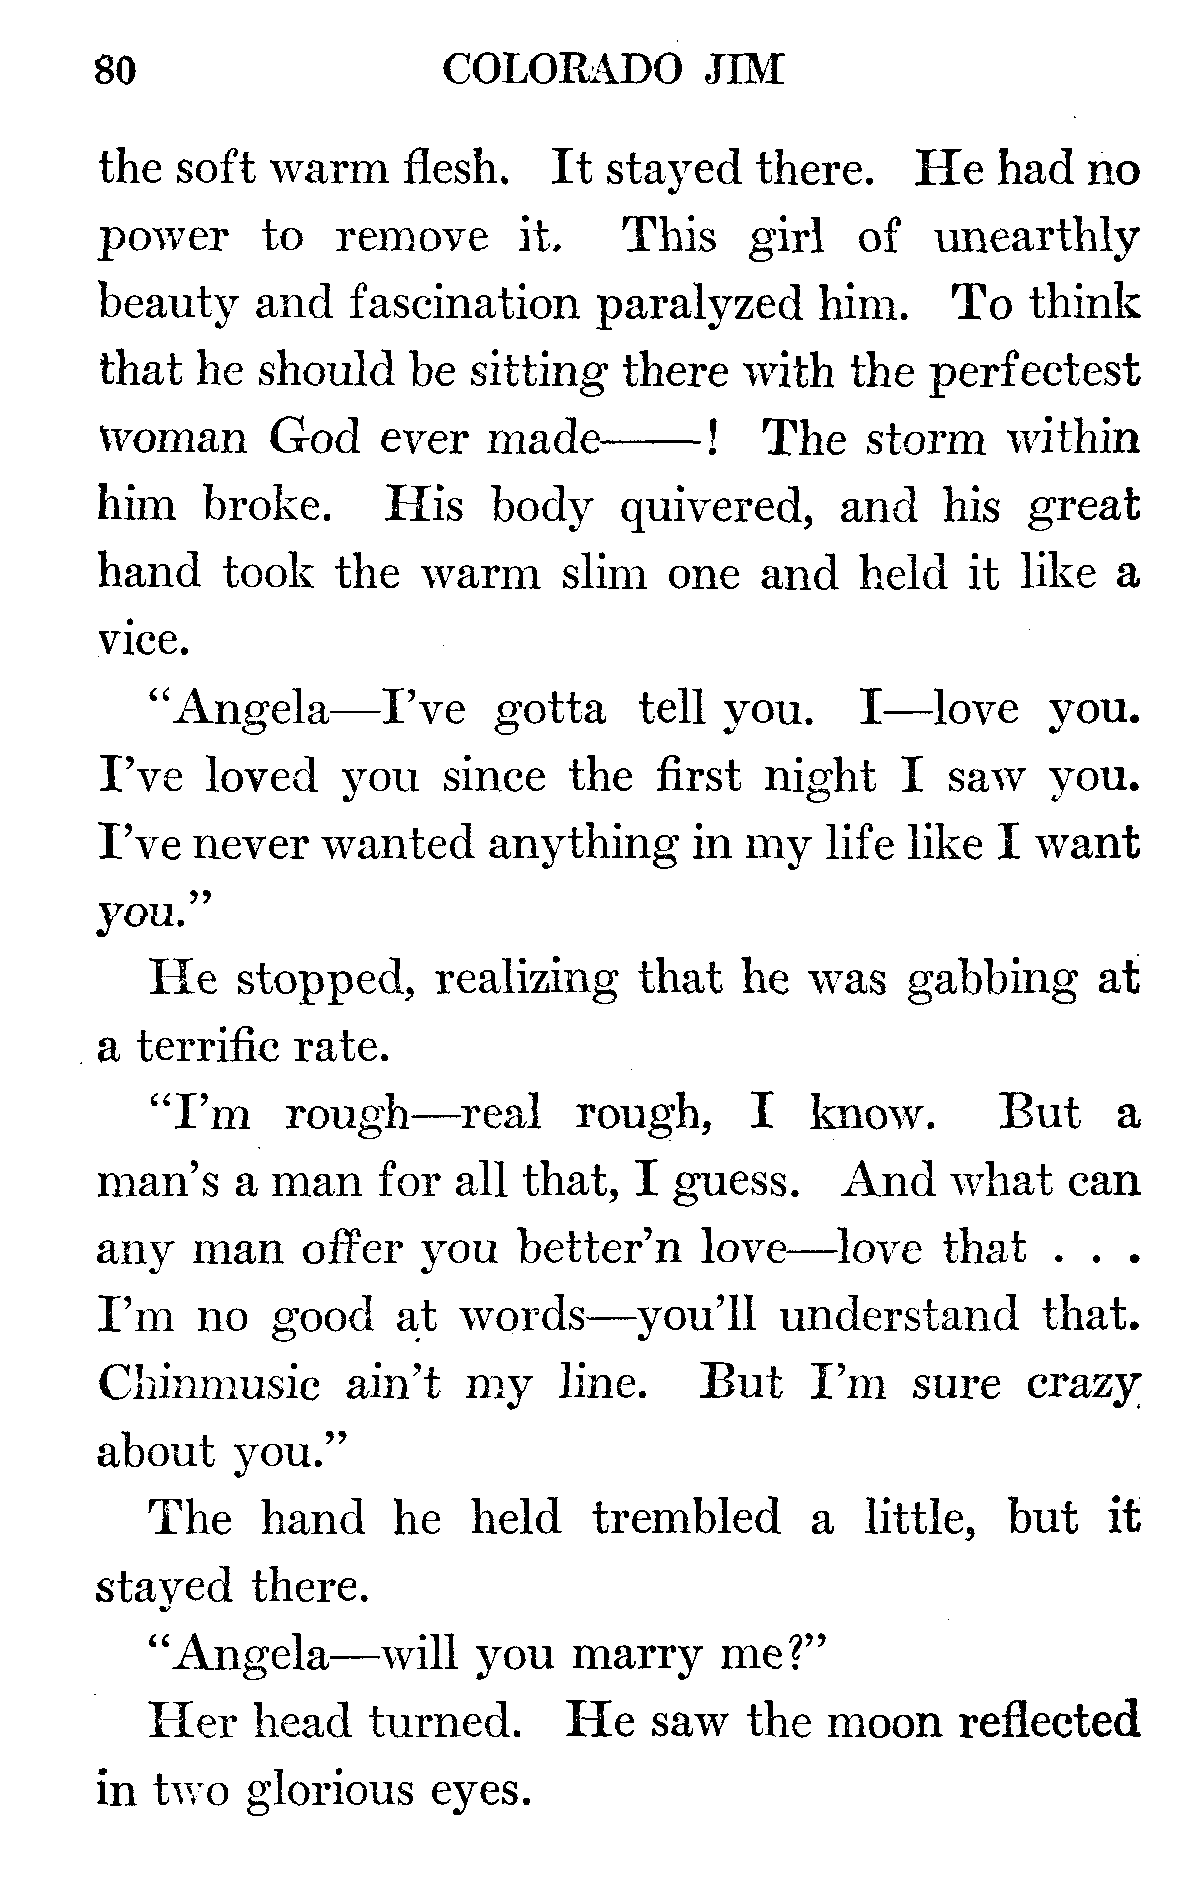 80 COLORADO JIM
the soft warm flesh. It stayed there. He had no
power to remove it. This girl of unearthly
beauty and fascination paralyzed him. To think
that he should be sitting there with the perfectest
woman God ever made——! The storm within
him broke. His body quivered, and his great
hand took the warm slim one and held it like a
vice.
“Angela—I’ve gotta tell you. I—love you.
I’ve loved you since the first night I saw you.
I’ve never wanted anything in my life like I want
you.”
He stopped, realizing that he was gabbing at
a terrific rate.
“I’m rough—real rough, I know. But a
man’s a man for all that, I guess. And what can
any man offer you better’n love—love that . . .
I’m no good at words—you’ll understand that.
Chinmusic ain’t my line. But I’m sure crazy
about you.”
The hand he held trembled a little, but it
stayed there.
“Angela—will you marry me?”
Her head turned. He saw the moon reflected
in two glorious eyes.